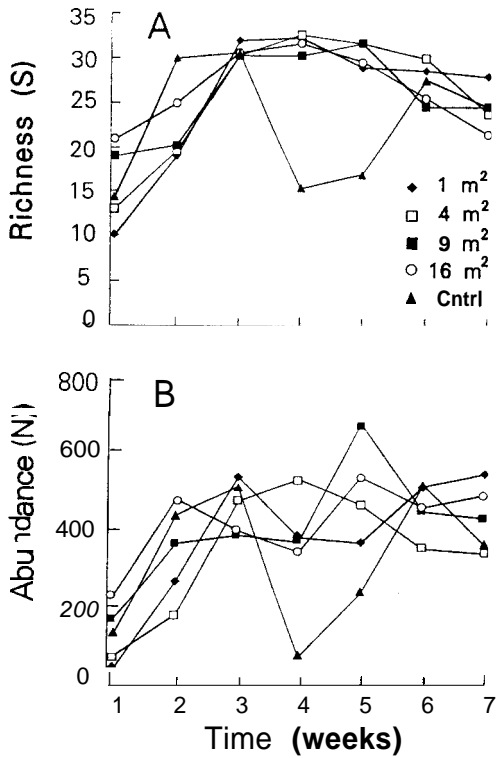 A
Richness (S)
35
30
25
20
15
10
5
0
1 m²
4 m²
9 m²
16 m²
Cntrl
B
Abundance (N)
800
600
400
200
0
1 2 3 4 5 6 7
Time (weeks)